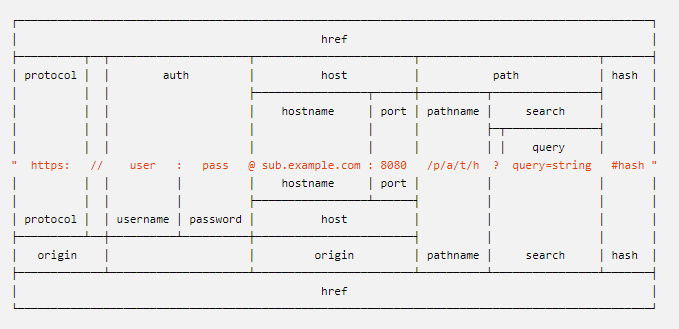 href
protocol auth host path hash
hostname port pathname search
query
" https: // user : pass @ sub.example.com : 8080 /p/a/t/h ? query=string #hash "
hostname port
protocol username password host
origin origin pathname search hash
href